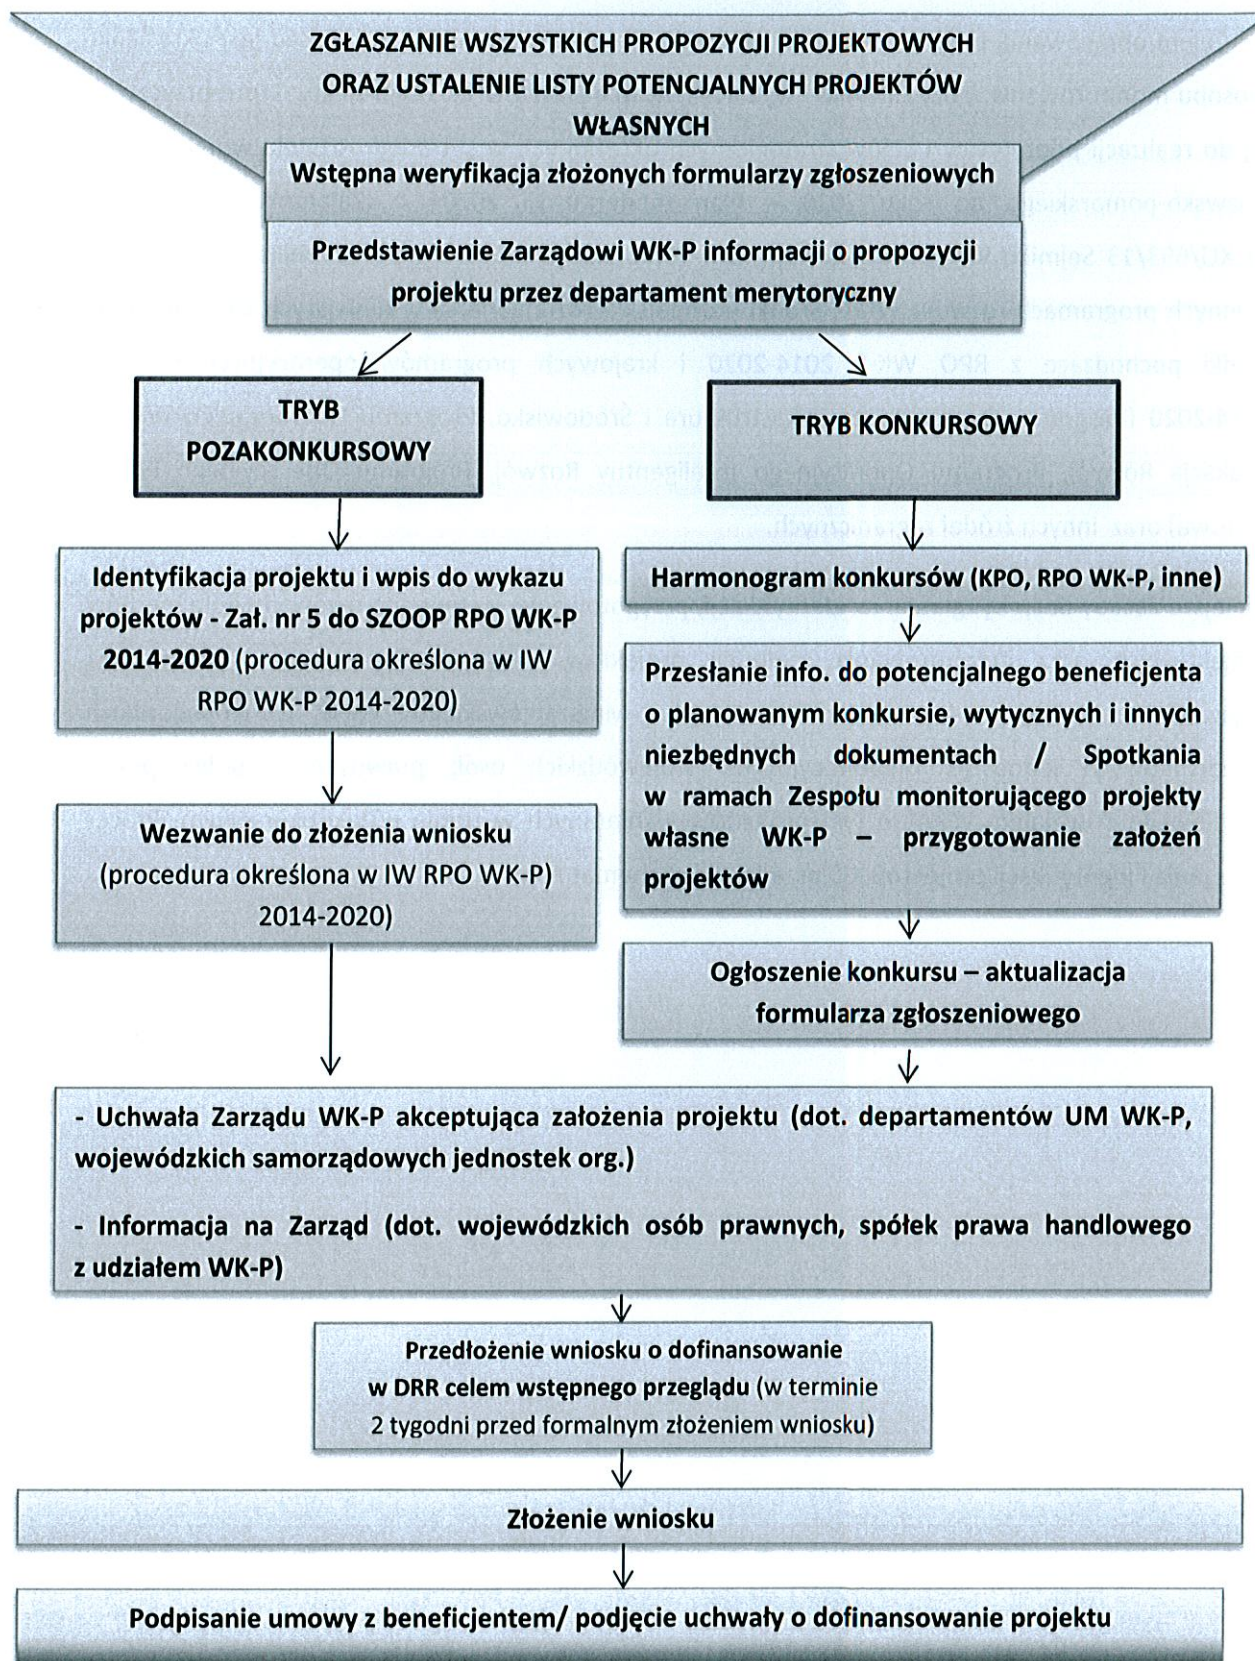 ZGŁASZANIE WSZYSTKICH PROPOZYCJI PROJEKTOWYCH
ORAZ USTALENIE LISTY POTENCJALNYCH PROJEKTÓW
WŁASNYCH
Wstępna weryfikacja złożonych formularzy zgłoszeniowych
Przedstawienie Zarządowi WK-P informacji o propozycji
projektu przez departament merytoryczny
TRYB
POZAKONKURSOWY
TRYB KONKURSOWY
Identyfikacja projektu i wpis do wykazu
projektów - Zał. nr 5 do SZOOP RPO WK-P
2014-2020 (procedura określona w IW
RPO WK-P 2014-2020)
Wezwanie do złożenia wniosku
(procedura określona w IW RPO WK-P)
2014-2020)
Harmonogram konkursów (KPO, RPO WK-P, inne)
Przesłanie info. do potencjalnego beneficjenta
o planowanym konkursie, wytycznych i innych
niezbędnych dokumentach / Spotkania
w ramach Zespołu monitorującego projekty
własne WK-P – przygotowanie założeń
projektów
Ogłoszenie konkursu – aktualizacja
formularza zgłoszeniowego
- Uchwała Zarządu WK-P akceptująca założenia projektu (dot. departamentów UM WK-P,
wojewódzkich samorządowych jednostek org.)
- Informacja na Zarząd (dot. wojewódzkich osób prawnych, spółek prawa handlowego
z udziałem WK-P)
Przedłożenie wniosku o dofinansowanie
w DRR celem wstępnego przeglądu (w terminie
2 tygodni przed formalnym złożeniem wniosku)
Złożenie wniosku
Podpisanie umowy z beneficjentem/ podjęcie uchwały o dofinansowanie projektu